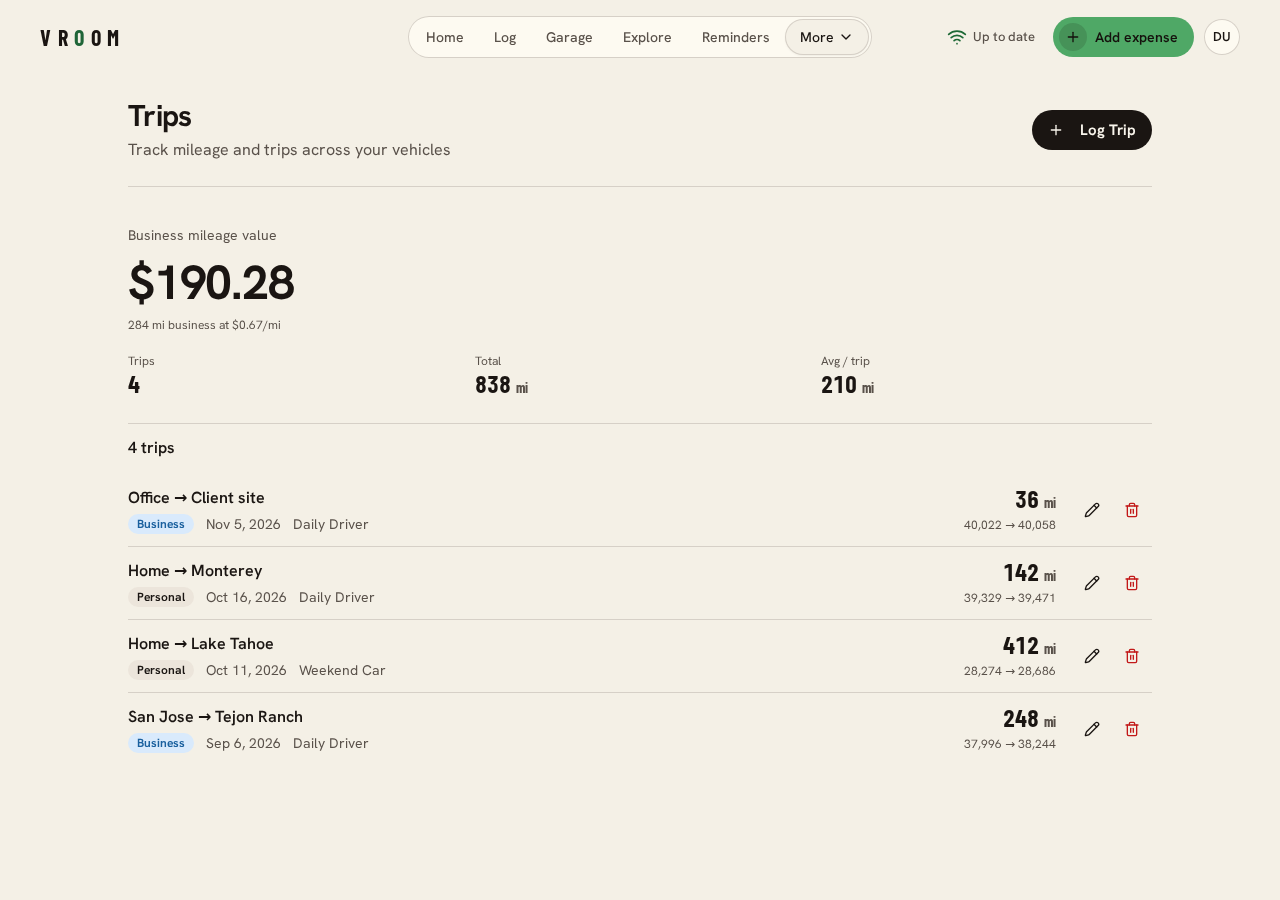 VROOM
Home Log Garage Explore Reminders More
Up to date
Add expense
DU
Trips
Track mileage and trips across your vehicles
Log Trip
Business mileage value
$190.28
284 mi business at $0.67/mi
Trips Total Avg / trip
4 838 mi 210 mi
4 trips
Office → Client site
36 mi
Business Nov 5, 2026 Daily Driver
40,022 → 40,058
Home → Monterey
142 mi
Personal Oct 16, 2026 Daily Driver
39,329 → 39,471
Home → Lake Tahoe
412 mi
Personal Oct 11, 2026 Weekend Car
28,274 → 28,686
San Jose → Tejon Ranch
248 mi
Business Sep 6, 2026 Daily Driver
37,996 → 38,244